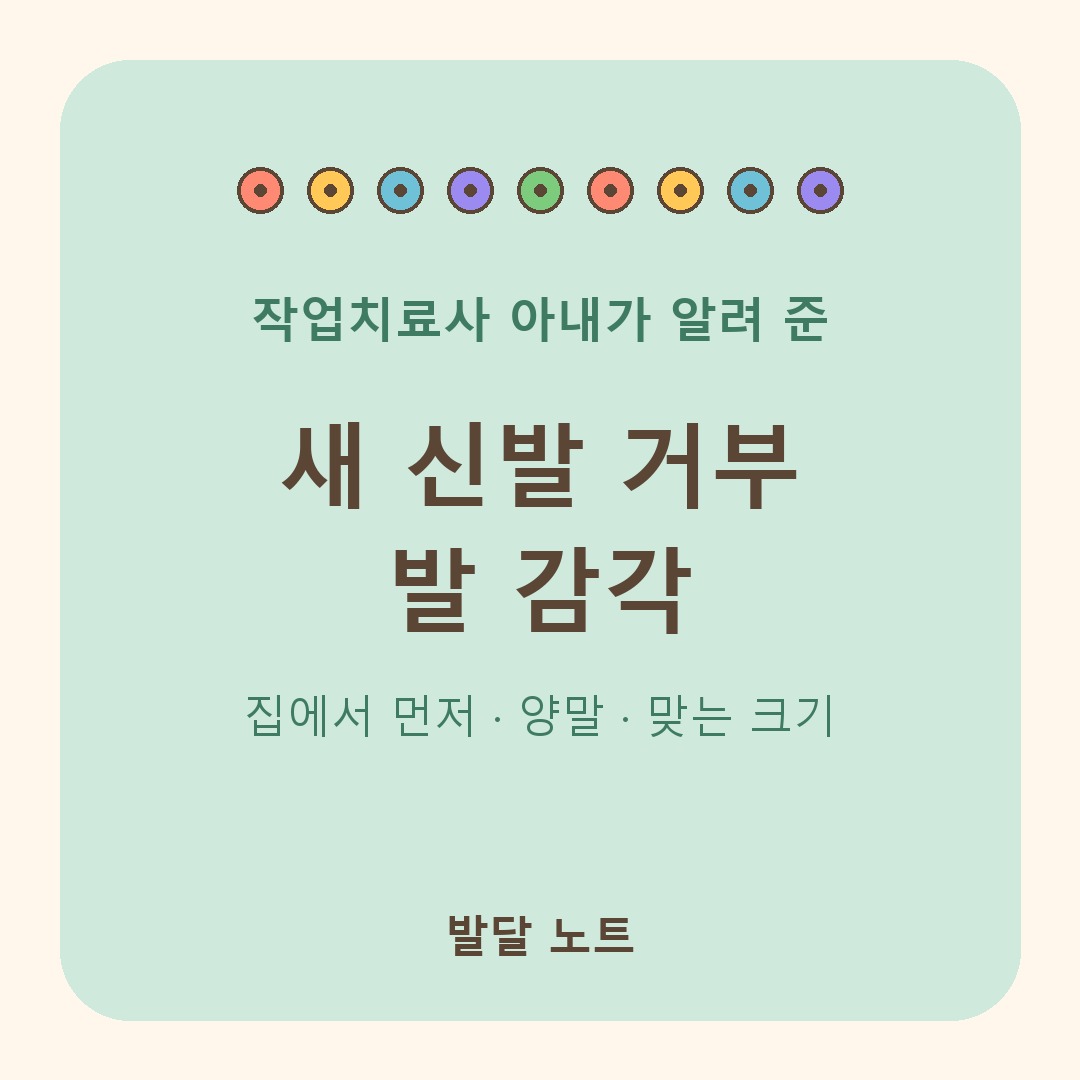 작업치료사 아내가 알려 준
새 신발 거부
발 감각
집에서 먼저 · 양말 · 맞는 크기
발달 노트